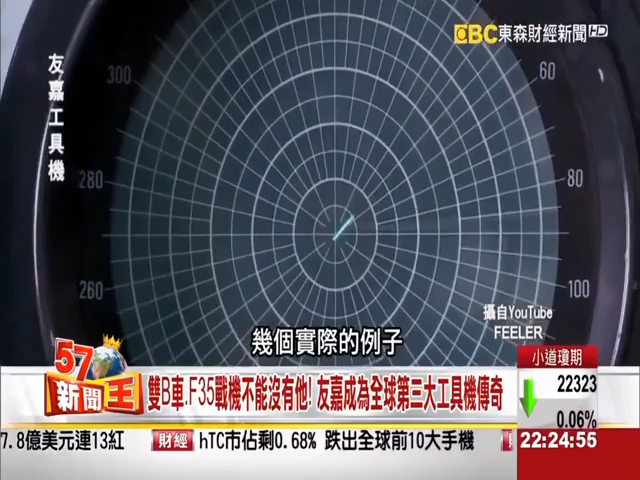 EBC東森財經新聞HD
友嘉工具機
300
60
280
80
260
100
攝自YouTube
FEELER
幾個實際的例子
57
新聞王
雙B車.F35戰機不能沒有他! 友嘉成為全球第三大工具機傳奇
小道瓊期
22323
0.06%
7.8億美元連13紅 財經 hTC市佔剩0.68% 跌出全球前10大手機
22:24:55